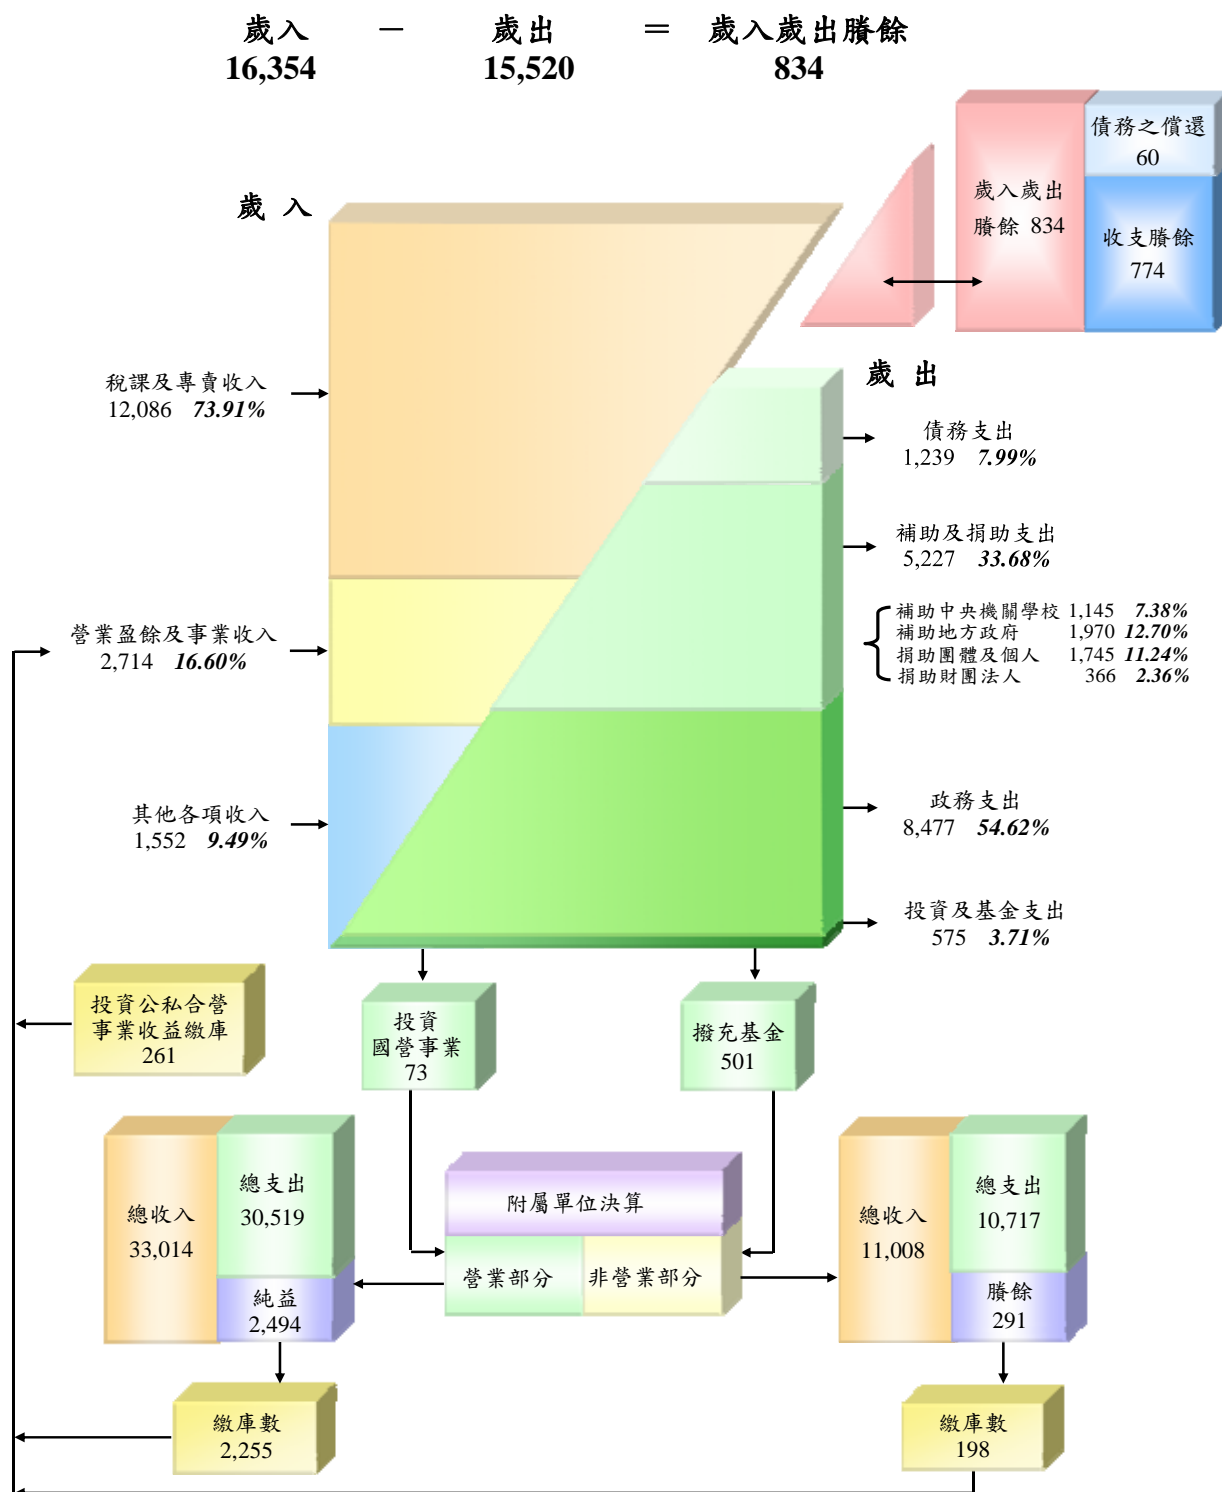 歲入 － 歲出 ＝ 歲入歲出賸餘
16,354 15,520 834
債務之償還
60
歲入歲出
賸餘 834
收支賸餘
774
歲 入
稅課及專賣收入
12,086 73.91%
營業盈餘及事業收入
2,714 16.60%
其他各項收入
1,552 9.49%
歲 出
債務支出
1,239 7.99%
補助及捐助支出
5,227 33.68%
補助中央機關學校 1,145 7.38%
補助地方政府 1,970 12.70%
捐助團體及個人 1,745 11.24%
捐助財團法人 366 2.36%
政務支出
8,477 54.62%
投資及基金支出
575 3.71%
投資公私合營
事業收益繳庫
261
投資
國營事業
73
撥充基金
501
總收入
33,014
總支出
30,519
純益
2,494
附屬單位決算
營業部分
非營業部分
總收入
11,008
總支出
10,717
賸餘
291
繳庫數
2,255
繳庫數
198